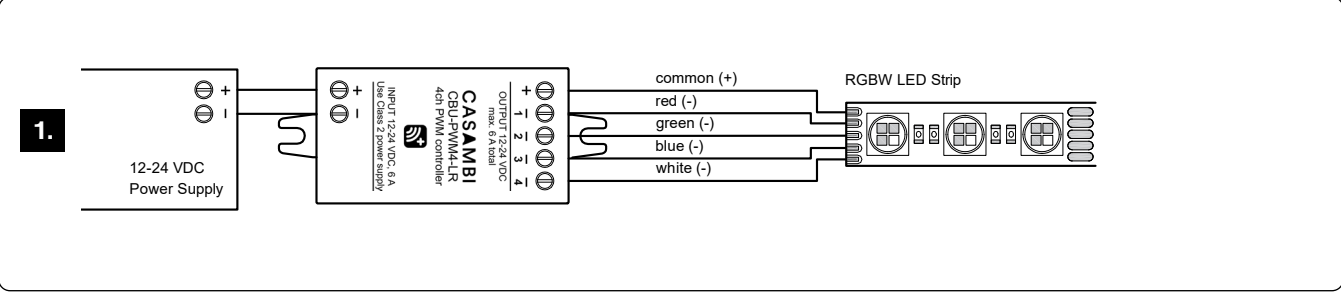 1.
12-24 VDC
Power Supply
+
-
+
-
INPUT 12-24 VDC, 6 A
Use Class 2 power supply
CASAMBI
CBU-PWM4-LR
4ch PWM controller
OUTPUT 12-24 VDC
max. 6 A total
+
1 -
2 -
3 -
4 -
common (+)
red (-)
green (-)
blue (-)
white (-)
RGBW LED Strip